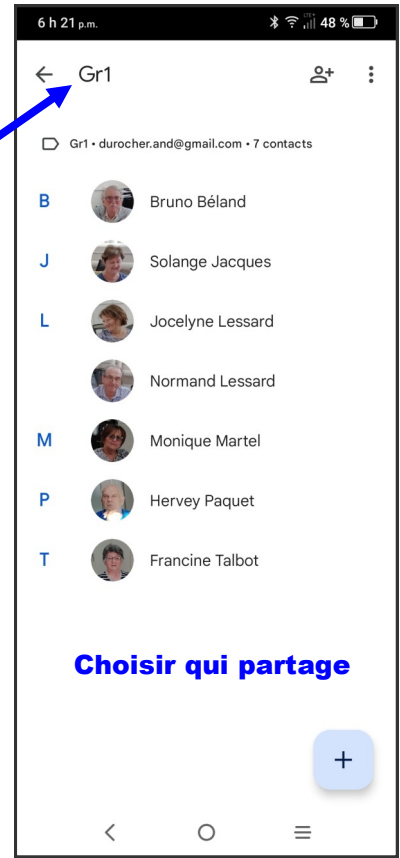 6 h 21 p.m. LTE+ 48 %
Gr1
Gr1 • durocher.and@gmail.com • 7 contacts
B Bruno Béland
J Solange Jacques
L Jocelyne Lessard
Normand Lessard
M Monique Martel
P Hervey Paquet
T Francine Talbot
Choisir qui partage